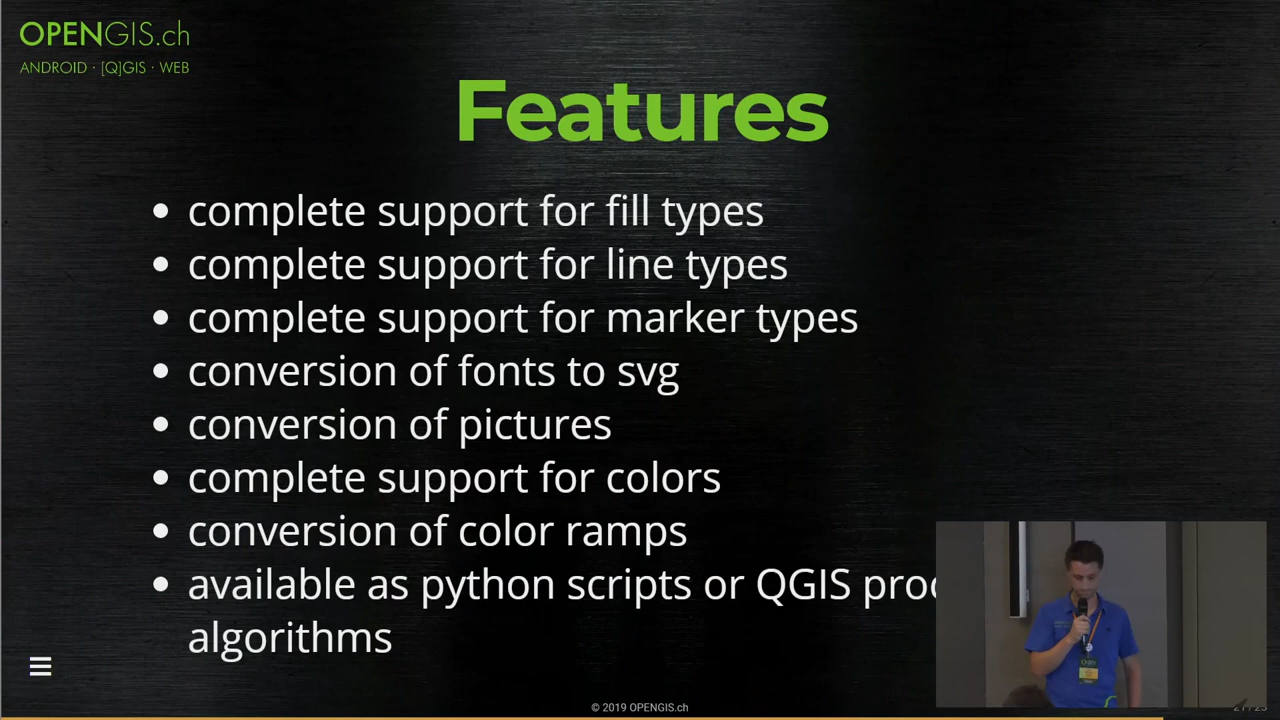 OPENGIS.ch
ANDROID · [Q]GIS · WEB
Features
• complete support for fill types
• complete support for line types
• complete support for marker types
• conversion of fonts to svg
• conversion of pictures
• complete support for colors
• conversion of color ramps
• available as python scripts or QGIS
algorithms
© 2019 OPENGIS.ch